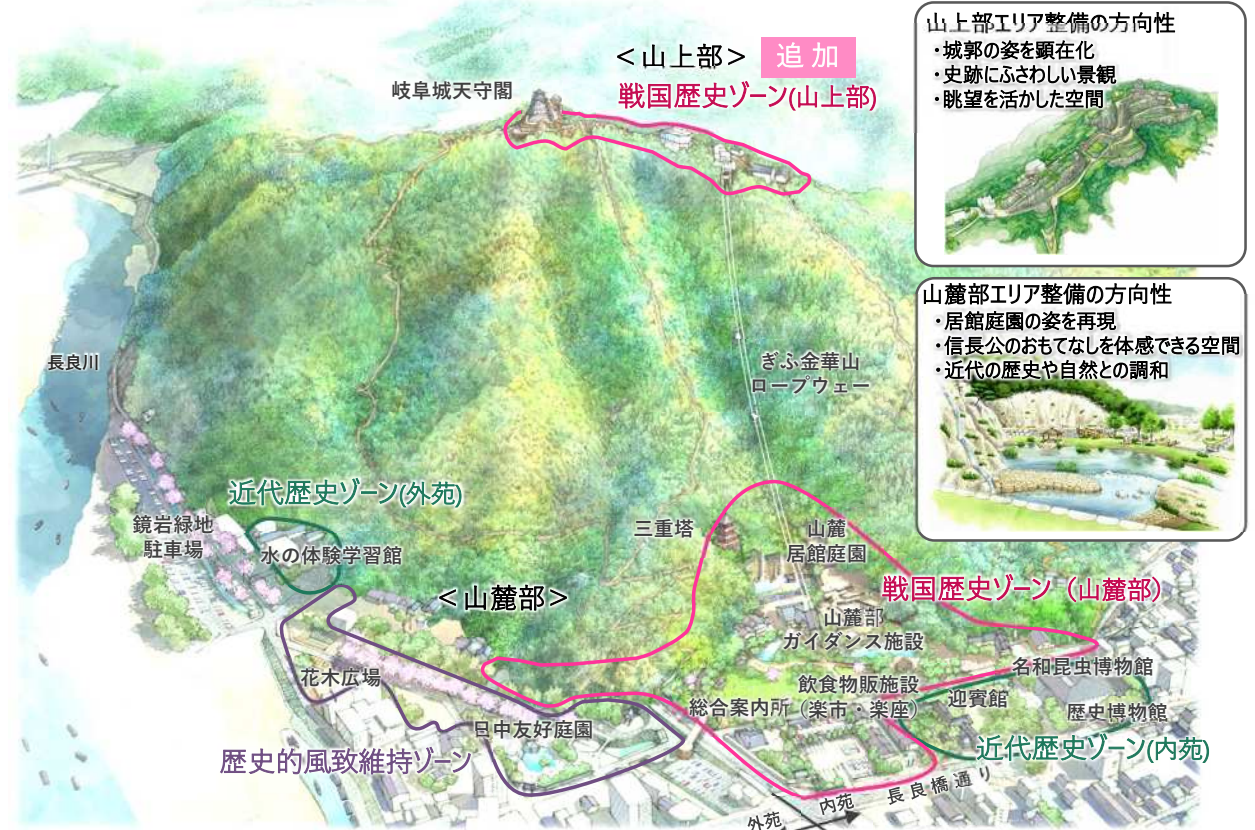 <山上部> 追加
戦国歴史ゾーン(山上部)
岐阜城天守閣
山上部エリア整備の方向性
・城郭の姿を顕在化
・史跡にふさわしい景観
・眺望を活かした空間
山麓部エリア整備の方向性
・居館庭園の姿を再現
・信長公のおもてなしを体感できる空間
・近代の歴史や自然との調和
長良川
ぎふ金華山
ロープウェー
近代歴史ゾーン(外苑)
鏡岩緑地
駐車場
水の体験学習館
三重塔
山麓
居館庭園
<山麓部>
戦国歴史ゾーン（山麓部）
山麓部
ガイダンス施設
花木広場
名和昆虫博物館
飲食物販施設
（楽市・楽座）
総合案内所
迎賓館
歴史博物館
日中友好庭園
近代歴史ゾーン(内苑)
歴史的風致維持ゾーン
長良橋通り
内苑
外苑